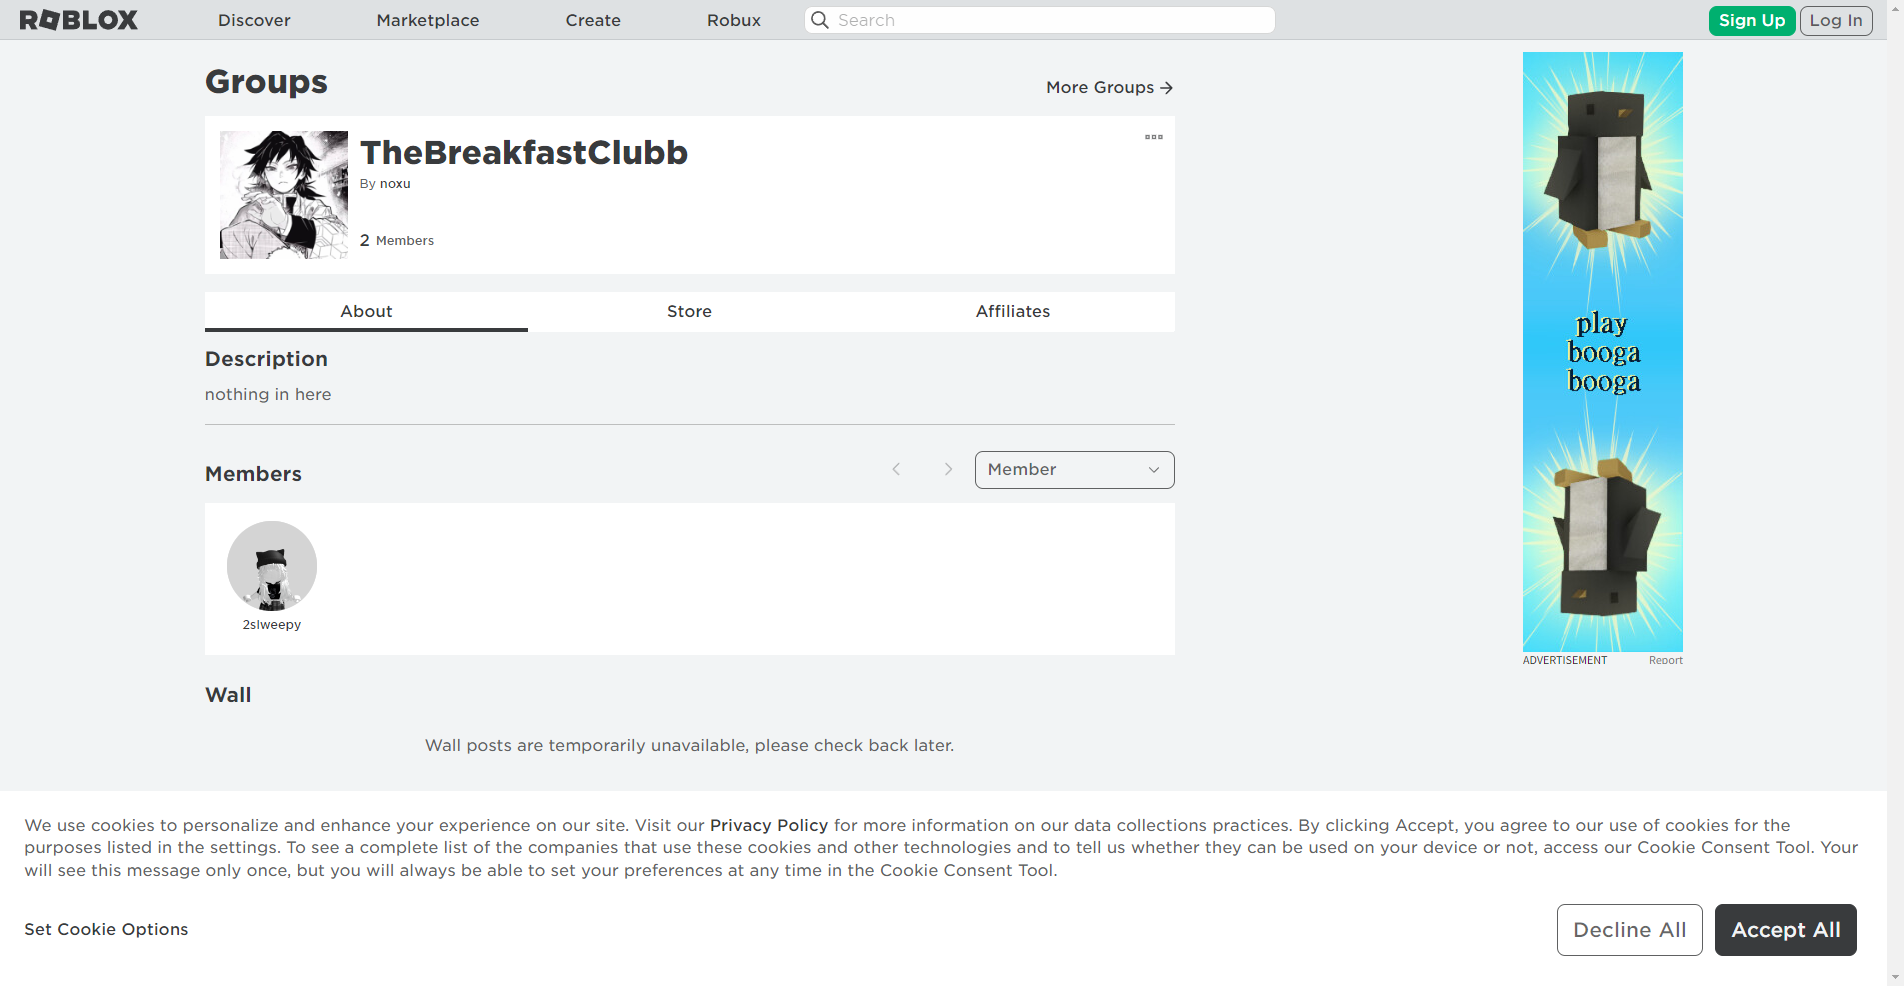 ROBLOX
Discover
Marketplace
Create
Robux
Search
Sign Up
Log In
Groups
More Groups
TheBreakfastClubb
By noxu
2 Members
About
Store
Affiliates
Description
nothing in here
Members
Member
2slweepy
Wall
Wall posts are temporarily unavailable, please check back later.
play
booga
booga
ADVERTISEMENT
Report
We use cookies to personalize and enhance your experience on our site. Visit our Privacy Policy for more information on our data collections practices. By clicking Accept, you agree to our use of cookies for the
purposes listed in the settings. To see a complete list of the companies that use these cookies and other technologies and to tell us whether they can be used on your device or not, access our Cookie Consent Tool. Your
will see this message only once, but you will always be able to set your preferences at any time in the Cookie Consent Tool.
Set Cookie Options
Decline All
Accept All